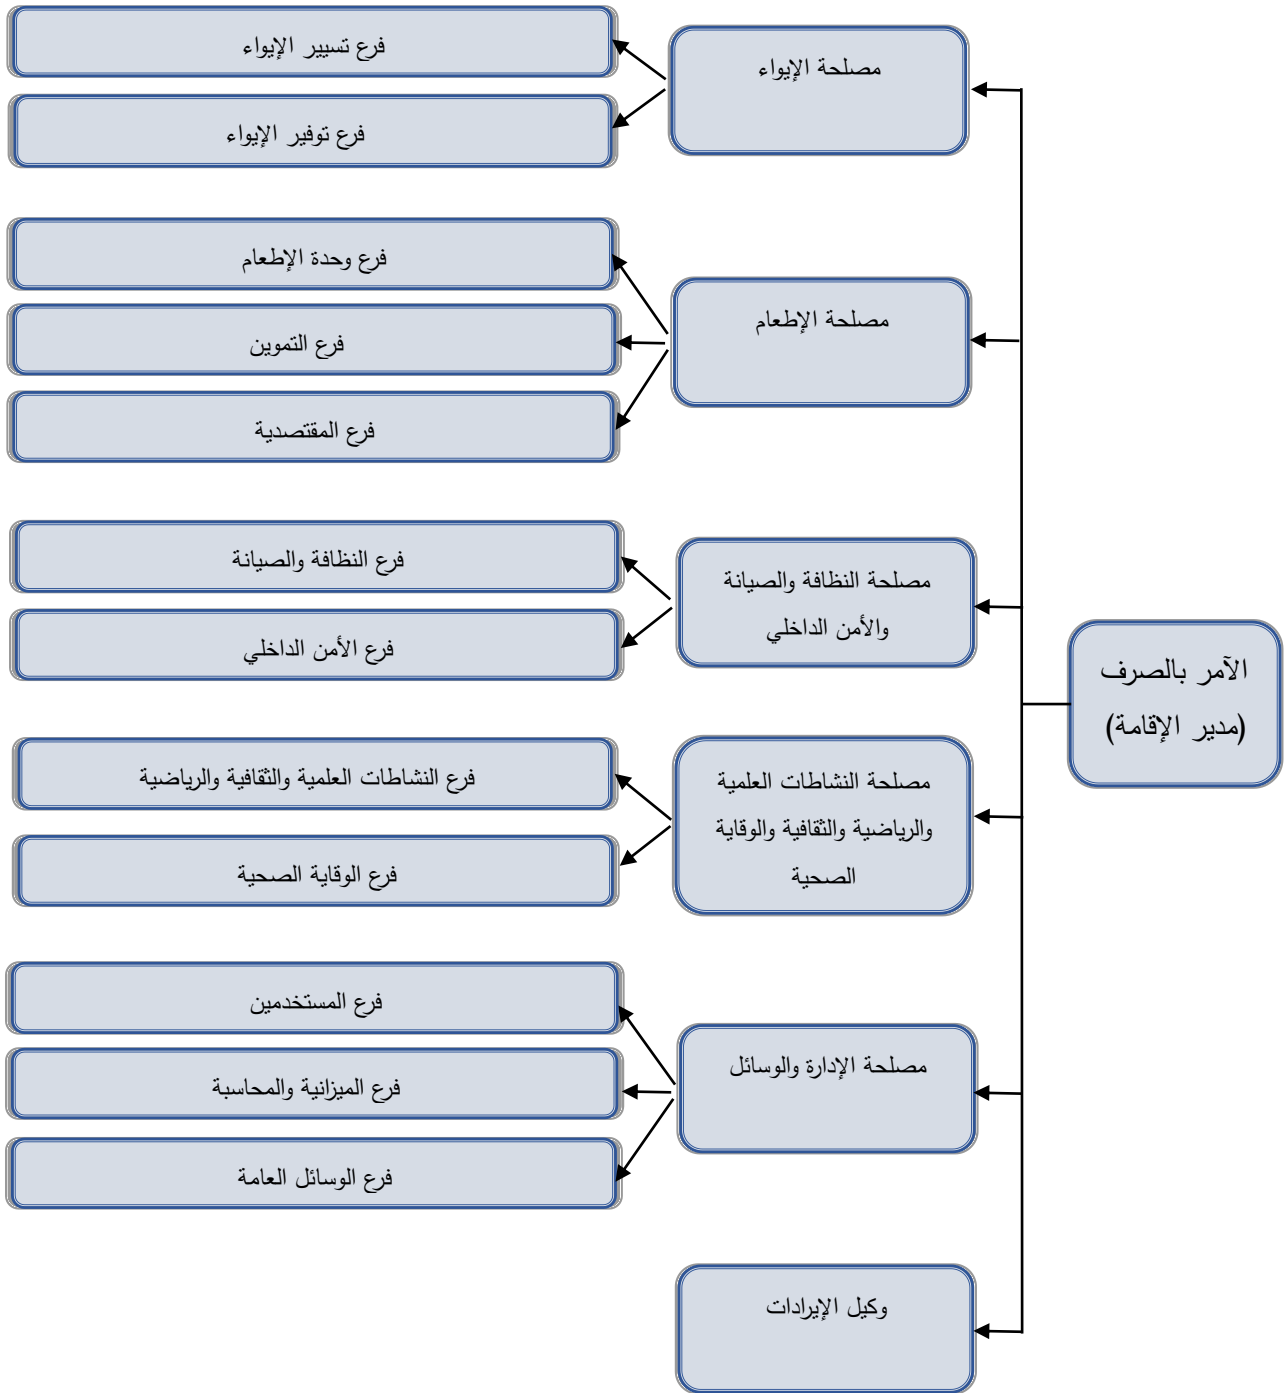 الآمر بالصرف
(مدير الإقامة)
مصلحة الإيواء
فرع تسيير الإيواء
فرع توفير الإيواء
مصلحة الإطعام
فرع وحدة الإطعام
فرع التموين
فرع المقتصدية
مصلحة النظافة والصيانة
والأمن الداخلي
فرع النظافة والصيانة
فرع الأمن الداخلي
مصلحة النشاطات العلمية
والرياضية والثقافية والوقاية
الصحية
فرع النشاطات العلمية والثقافية والرياضية
فرع الوقاية الصحية
مصلحة الإدارة والوسائل
فرع المستخدمين
فرع الميزانية والمحاسبة
فرع الوسائل العامة
وكيل الإيرادات